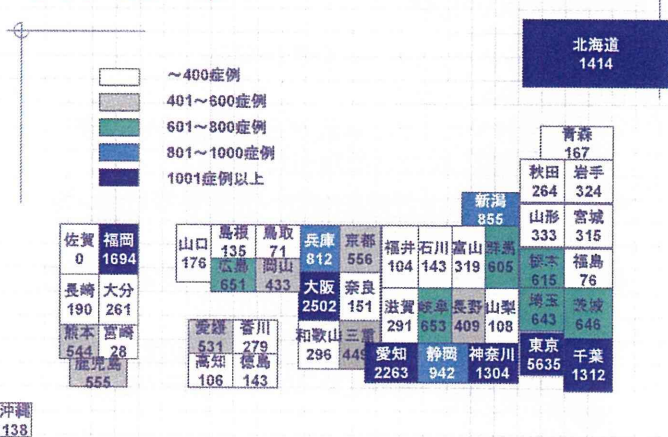 北海道
1414
～400症例
401～600症例
601～800症例
801～1000症例
1001症例以上
青森
167
秋田 岩手
264 324
新潟
855
山形 宮城
333 315
佐賀 福岡
0 1694
山口
176
島根 鳥取
135 71
兵庫
812
京都
556
福井 石川 富山 群馬
104 143 319 605
栃木 福島
615 76
広島 岡山
651 433
長崎 大分
190 261
大阪 奈良
2502 151
滋賀 岐阜 長野 山梨
291 653 409 108
埼玉 茨城
643 646
熊本 宮崎
544 28
愛媛 香川
531 279
和歌山 三重
296 449
愛知 静岡 神奈川
2263 942 1304
東京 千葉
5635 1312
鹿児島
555
高知 徳島
106 143
沖縄
138